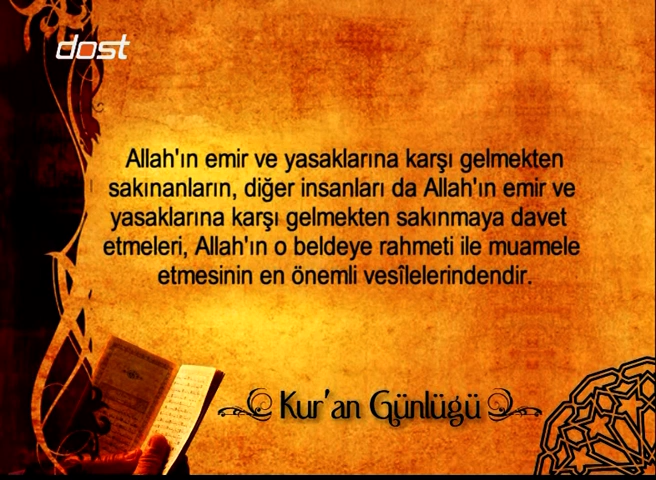 dost
Allah'ın emir ve yasaklarına karşı gelmekten
sakınanların, diğer insanları da Allah'ın emir ve
yasaklarına karşı gelmekten sakınmaya davet
etmeleri, Allah'ın o beldeye rahmeti ile muamele
etmesinin en önemli vesîlelerindendir.
Kur'an Günlüğü